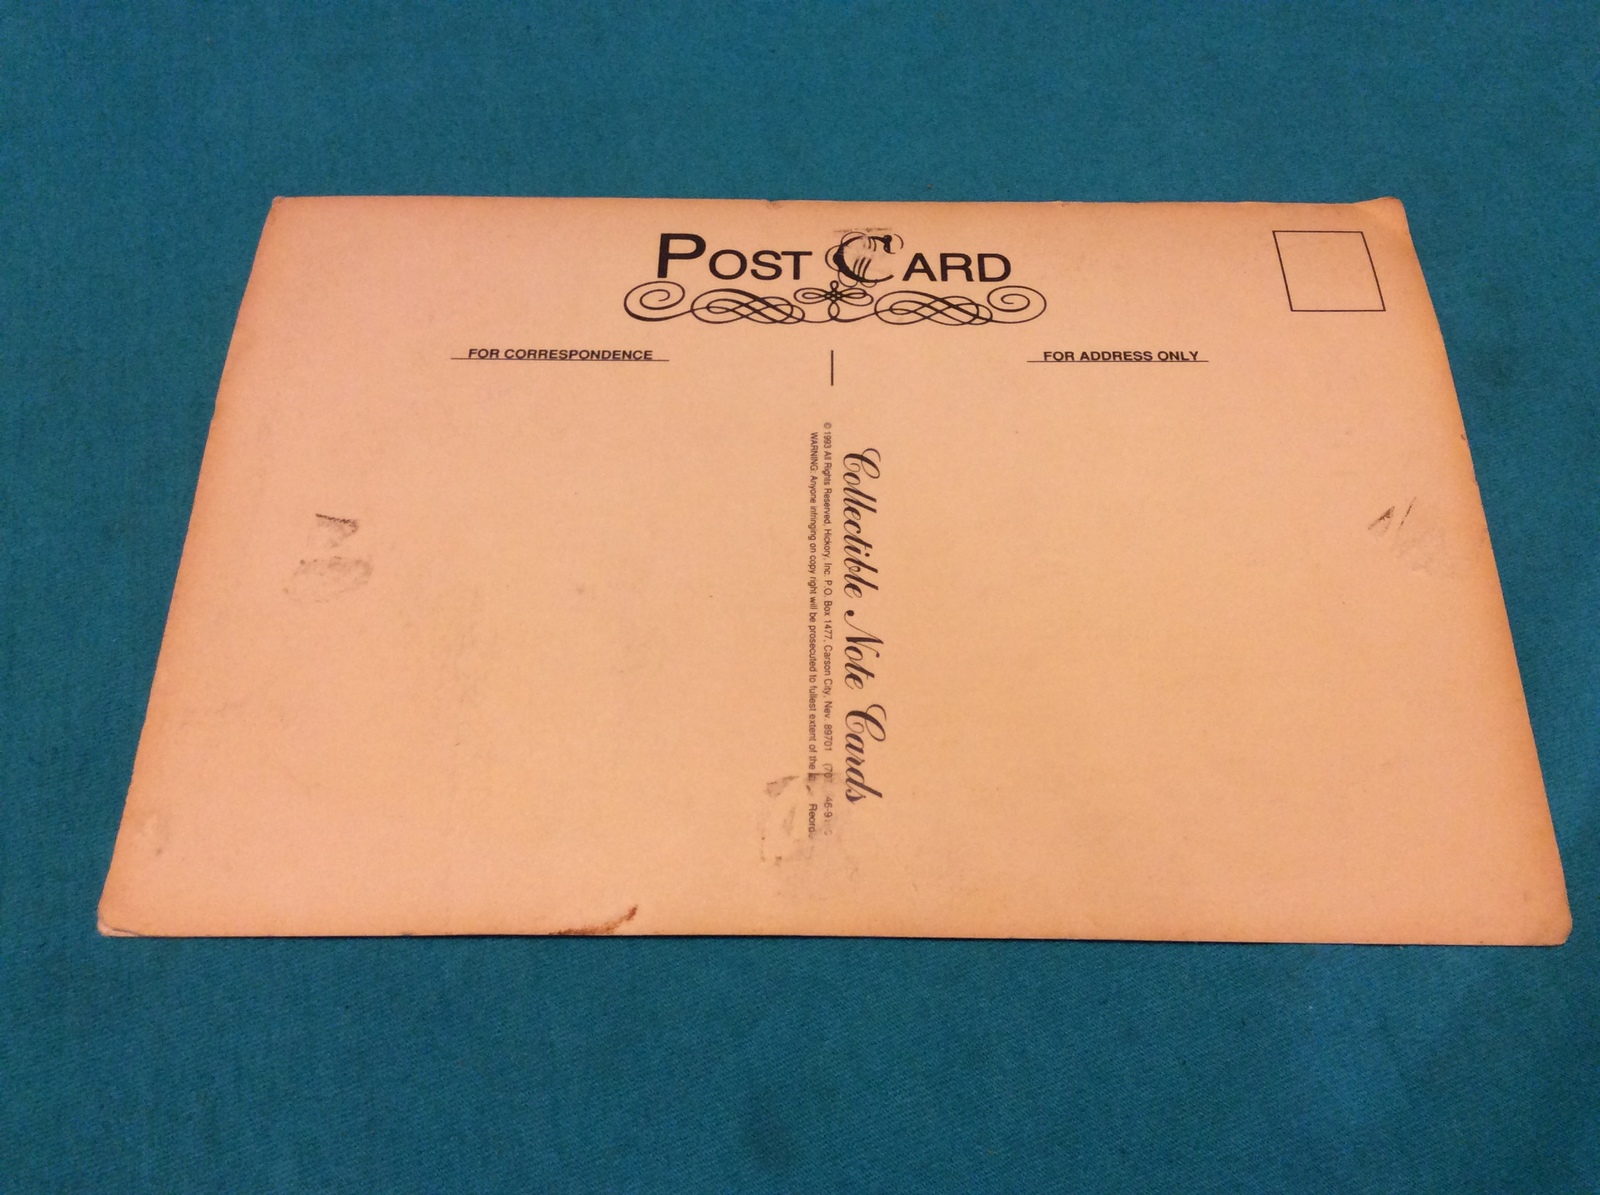 POST CARD
FOR CORRESPONDENCE
FOR ADDRESS ONLY
Collectible Note Cards
© 1993 All Rights Reserved, Hickory, Inc. P.O. Box 1477, Carson City, Nev. 89701
WARNING: Anyone infringing on copy right will be prosecuted to fullest extent of the